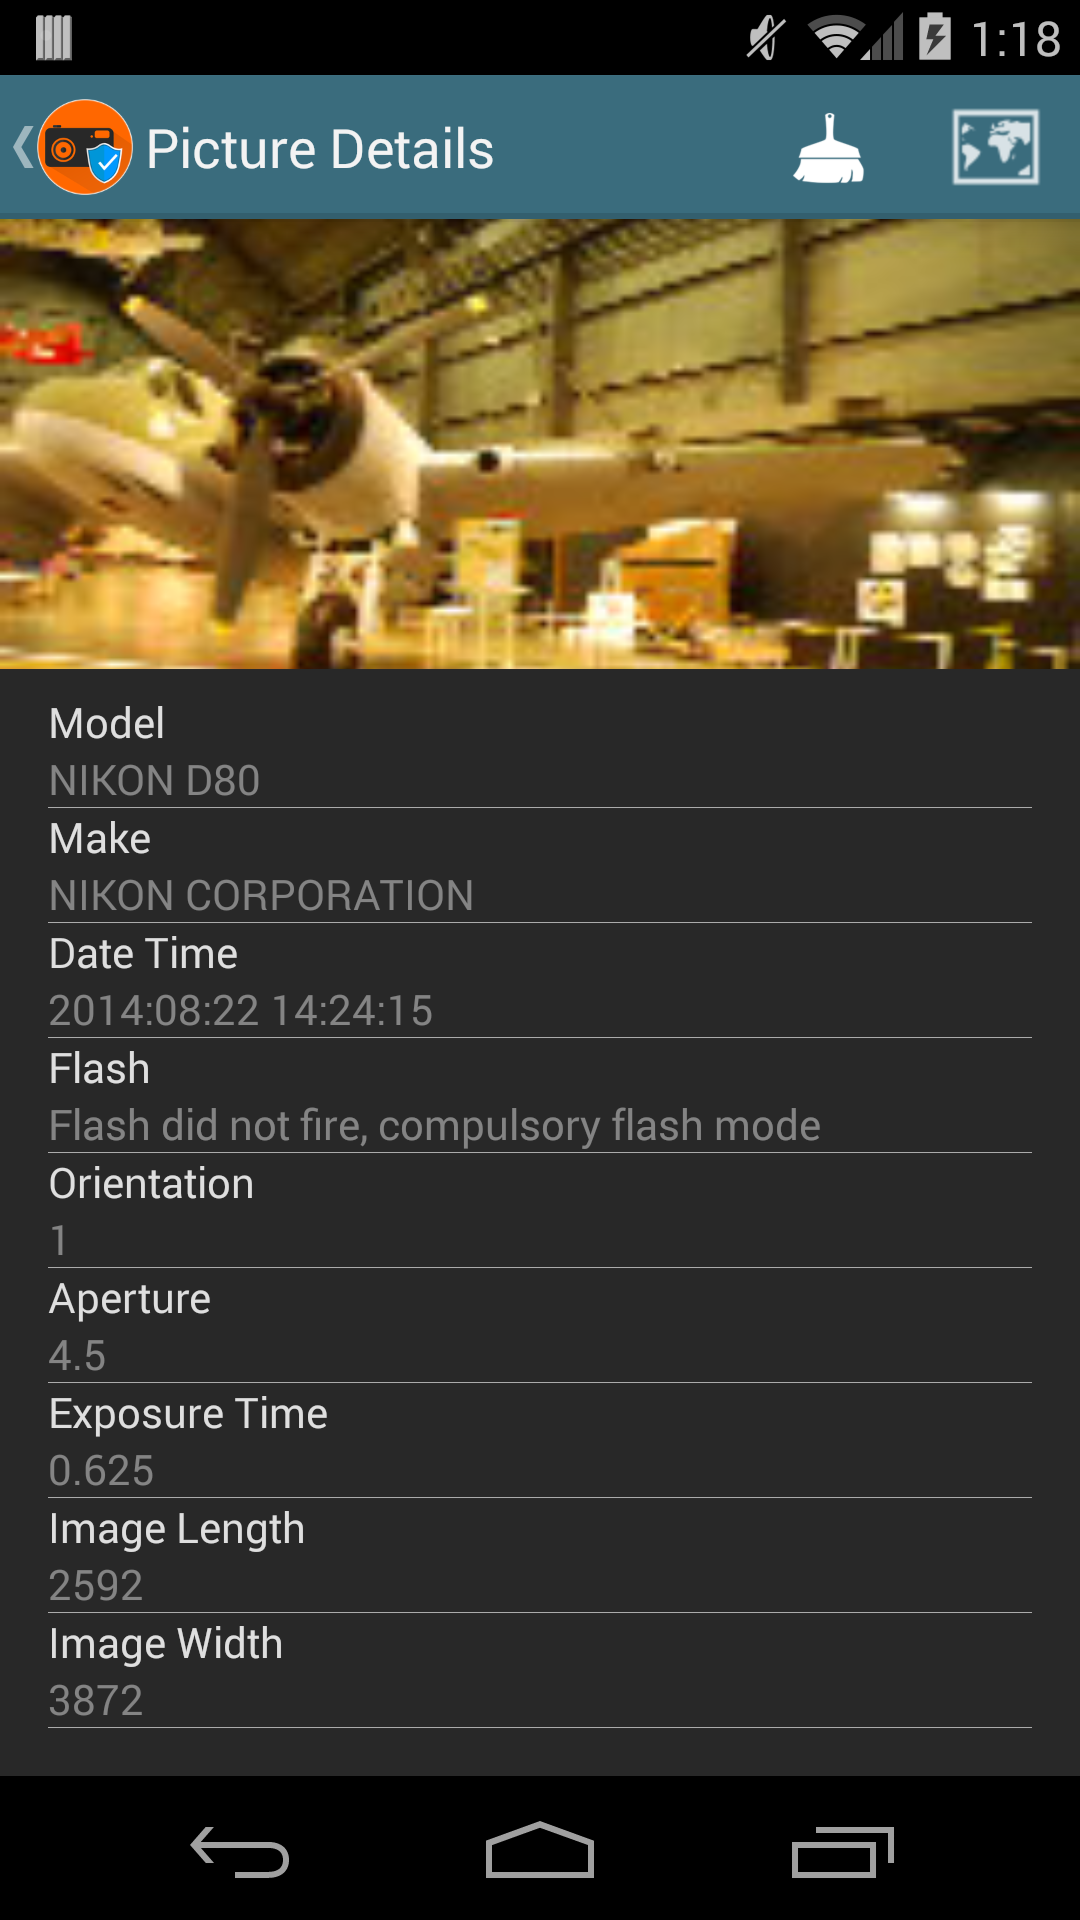 1:18
Picture Details
Model
NIKON D80
Make
NIKON CORPORATION
Date Time
2014:08:22 14:24:15
Flash
Flash did not fire, compulsory flash mode
Orientation
1
Aperture
4.5
Exposure Time
0.625
Image Length
2592
Image Width
3872